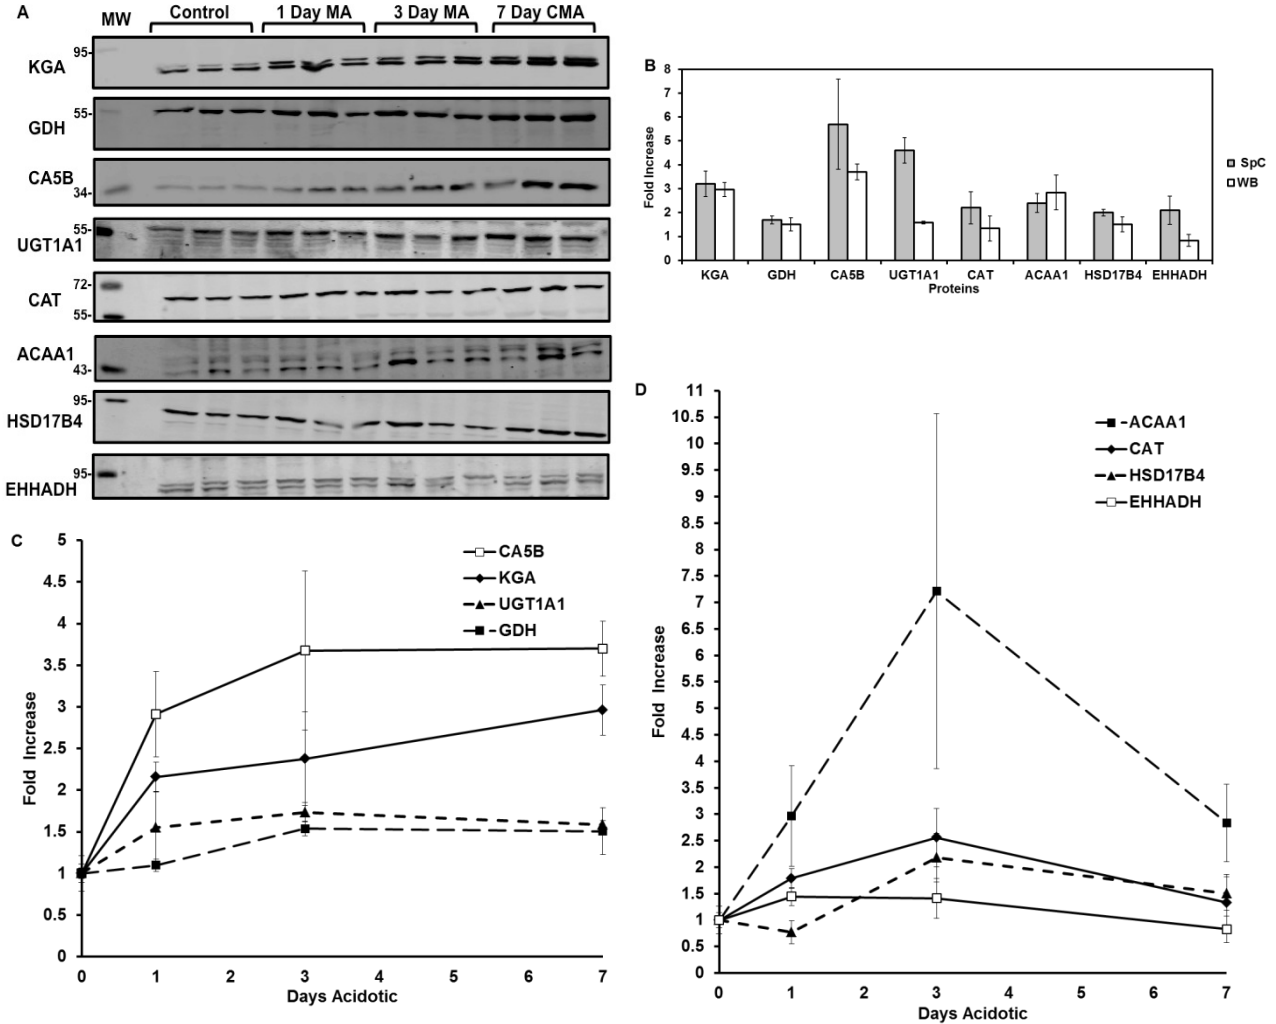 A
MW
Control
1 Day MA
3 Day MA
7 Day CMA
95-
KGA
55-
GDH
CA5B
34-
55-
UGT1A1
72-
CAT
55-
ACAA1
43-
95-
HSD17B4
95-
EHHADH
B
8
7
6
5
4
3
2
1
0
Fold Increase
KGA GDH CA5B UGT1A1 CAT ACAA1 HSD17B4 EHHADH
Proteins
SpC
WB
C
5
4.5
4
3.5
3
2.5
2
1.5
1
0.5
0
Fold Increase
CA5B
KGA
UGT1A1
GDH
0 1 2 3 4 5 6 7
Days Acidotic
D
11
10.5
10
9.5
9
8.5
8
7.5
7
6.5
6
5.5
5
4.5
4
3.5
3
2.5
2
1.5
1
0.5
0
Fold Increase
ACAA1
CAT
HSD17B4
EHHADH
0 1 2 3 4 5 6 7
Days Acidotic